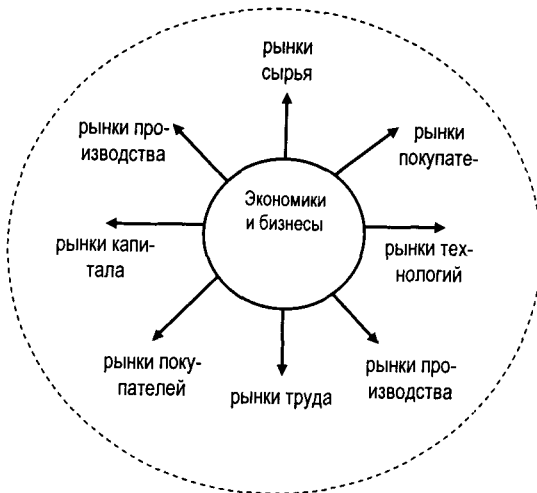 рынки
сырья
рынки про-
изводства
рынки
покупате-
Экономики
и бизнесы
рынки капи-
тала
рынки тех-
нологий
рынки поку-
пателей
рынки труда
рынки про-
изводства